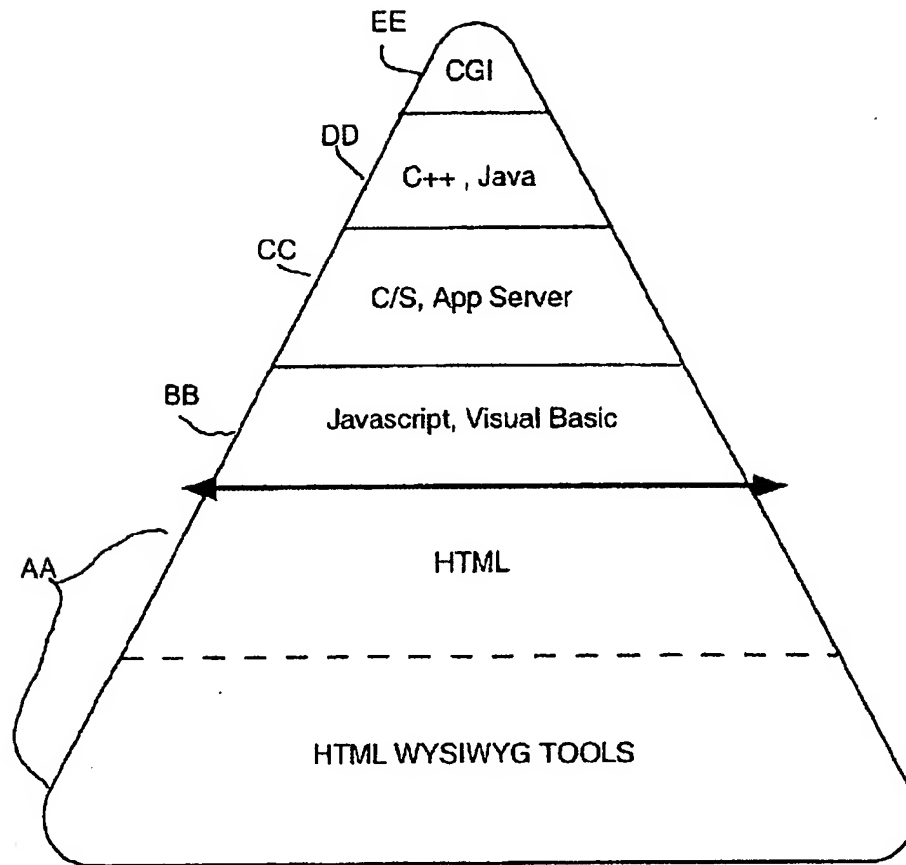 EE
CGI
DD
C++ , Java
CC
C/S, App Server
BB
Javascript, Visual Basic
AA
HTML
HTML WYSIWYG TOOLS